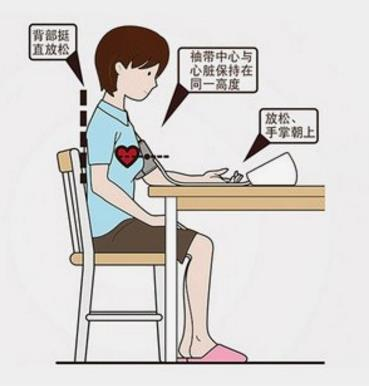 背部挺
直放松
袖带中心与
心脏保持在
同一高度
放松、
手掌朝上